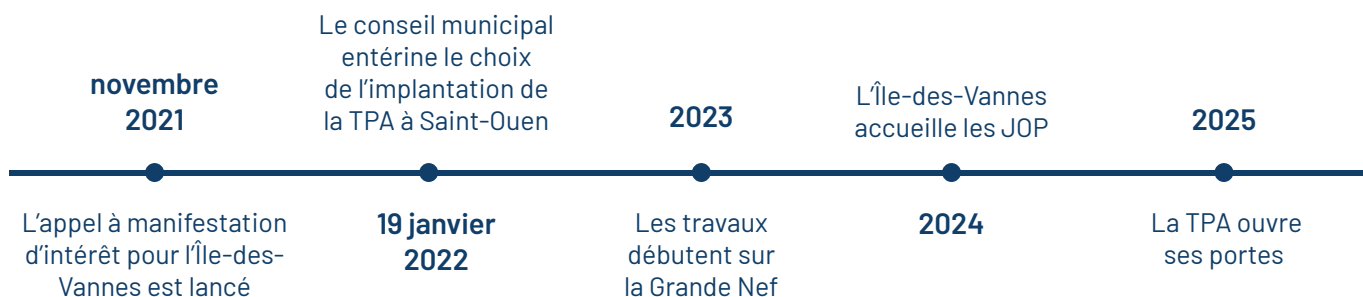 novembre
2021
L'appel à manifestation
d'intérêt pour l'Île-des-
Vannes est lancé
Le conseil municipal
entérine le choix
de l'implantation de
la TPA à Saint-Ouen
19 janvier
2022
2023
Les travaux
débutent sur
la Grande Nef
L'Île-des-Vannes
accueille les JOP
2024
2025
La TPA ouvre
ses portes